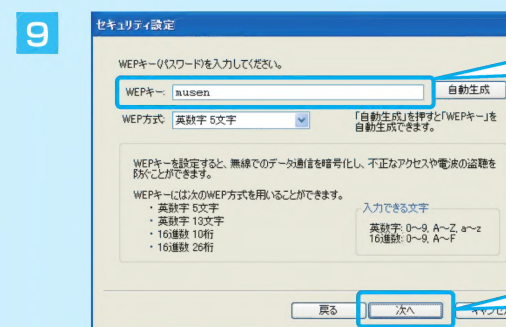 9
セキュリティ設定
WEPキー(パスワード)を入力してください。
WEPキー: musen 自動生成
WEP方式: 英数字 5文字 「自動生成」を押すと「WEPキー」を
自動生成できます。
WEPキーを設定すると、無線でのデータ通信を暗号化し、不正なアクセスや電波の盗聴を
防ぐことができます。
WEPキーには次のWEP方式を用いることができます。
・英数字 5文字
・英数字 13文字
・16進数 10桁
・16進数 26桁
入力できる文字
英数字: 0～9, A～Z, a～z
16進数: 0～9, A～F
戻る 次へ